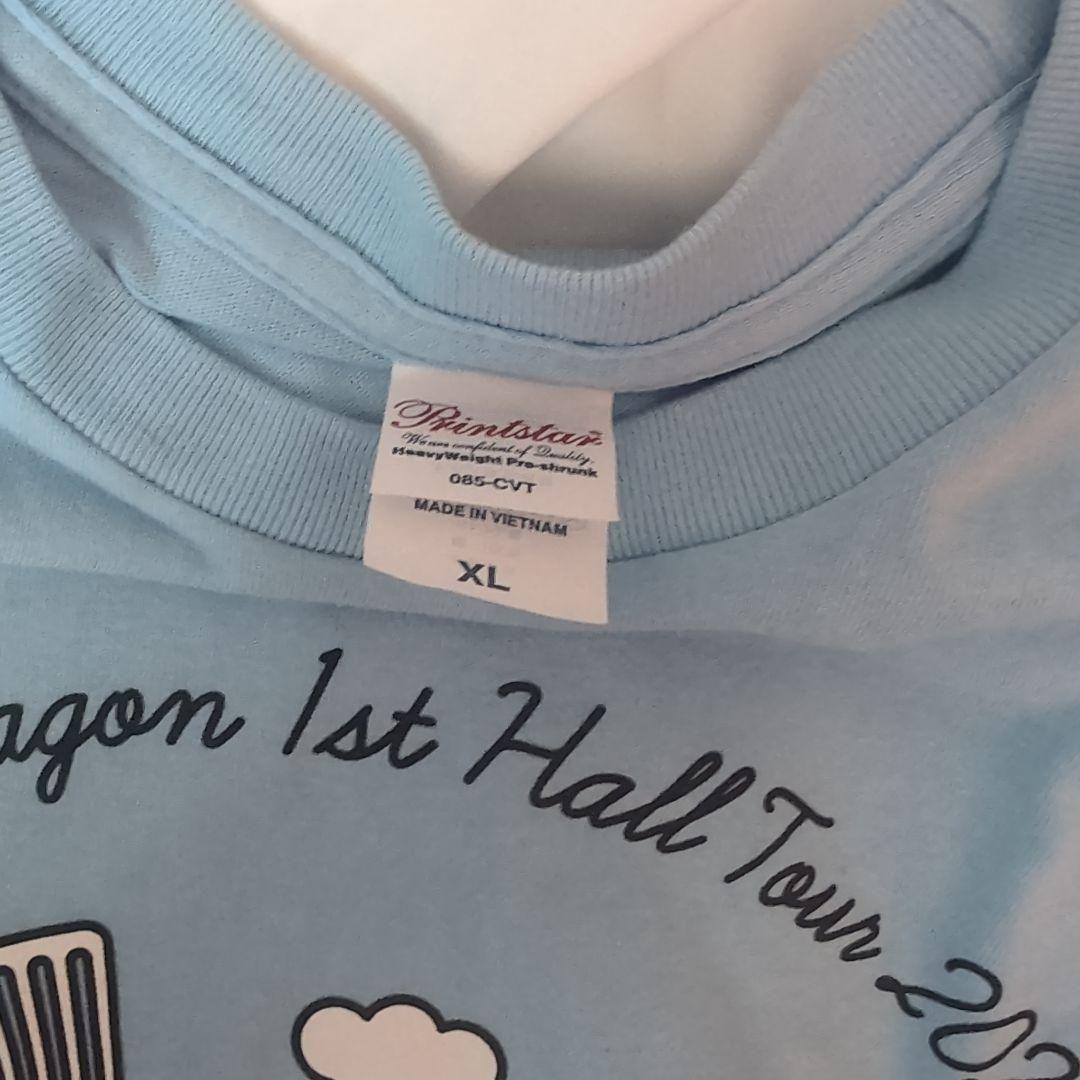 Printstar
We are confident of Quality.
HeavyWeight Pre-shrunk
085-CVT
MADE IN VIETNAM
XL
agon 1st Hall Tour 202